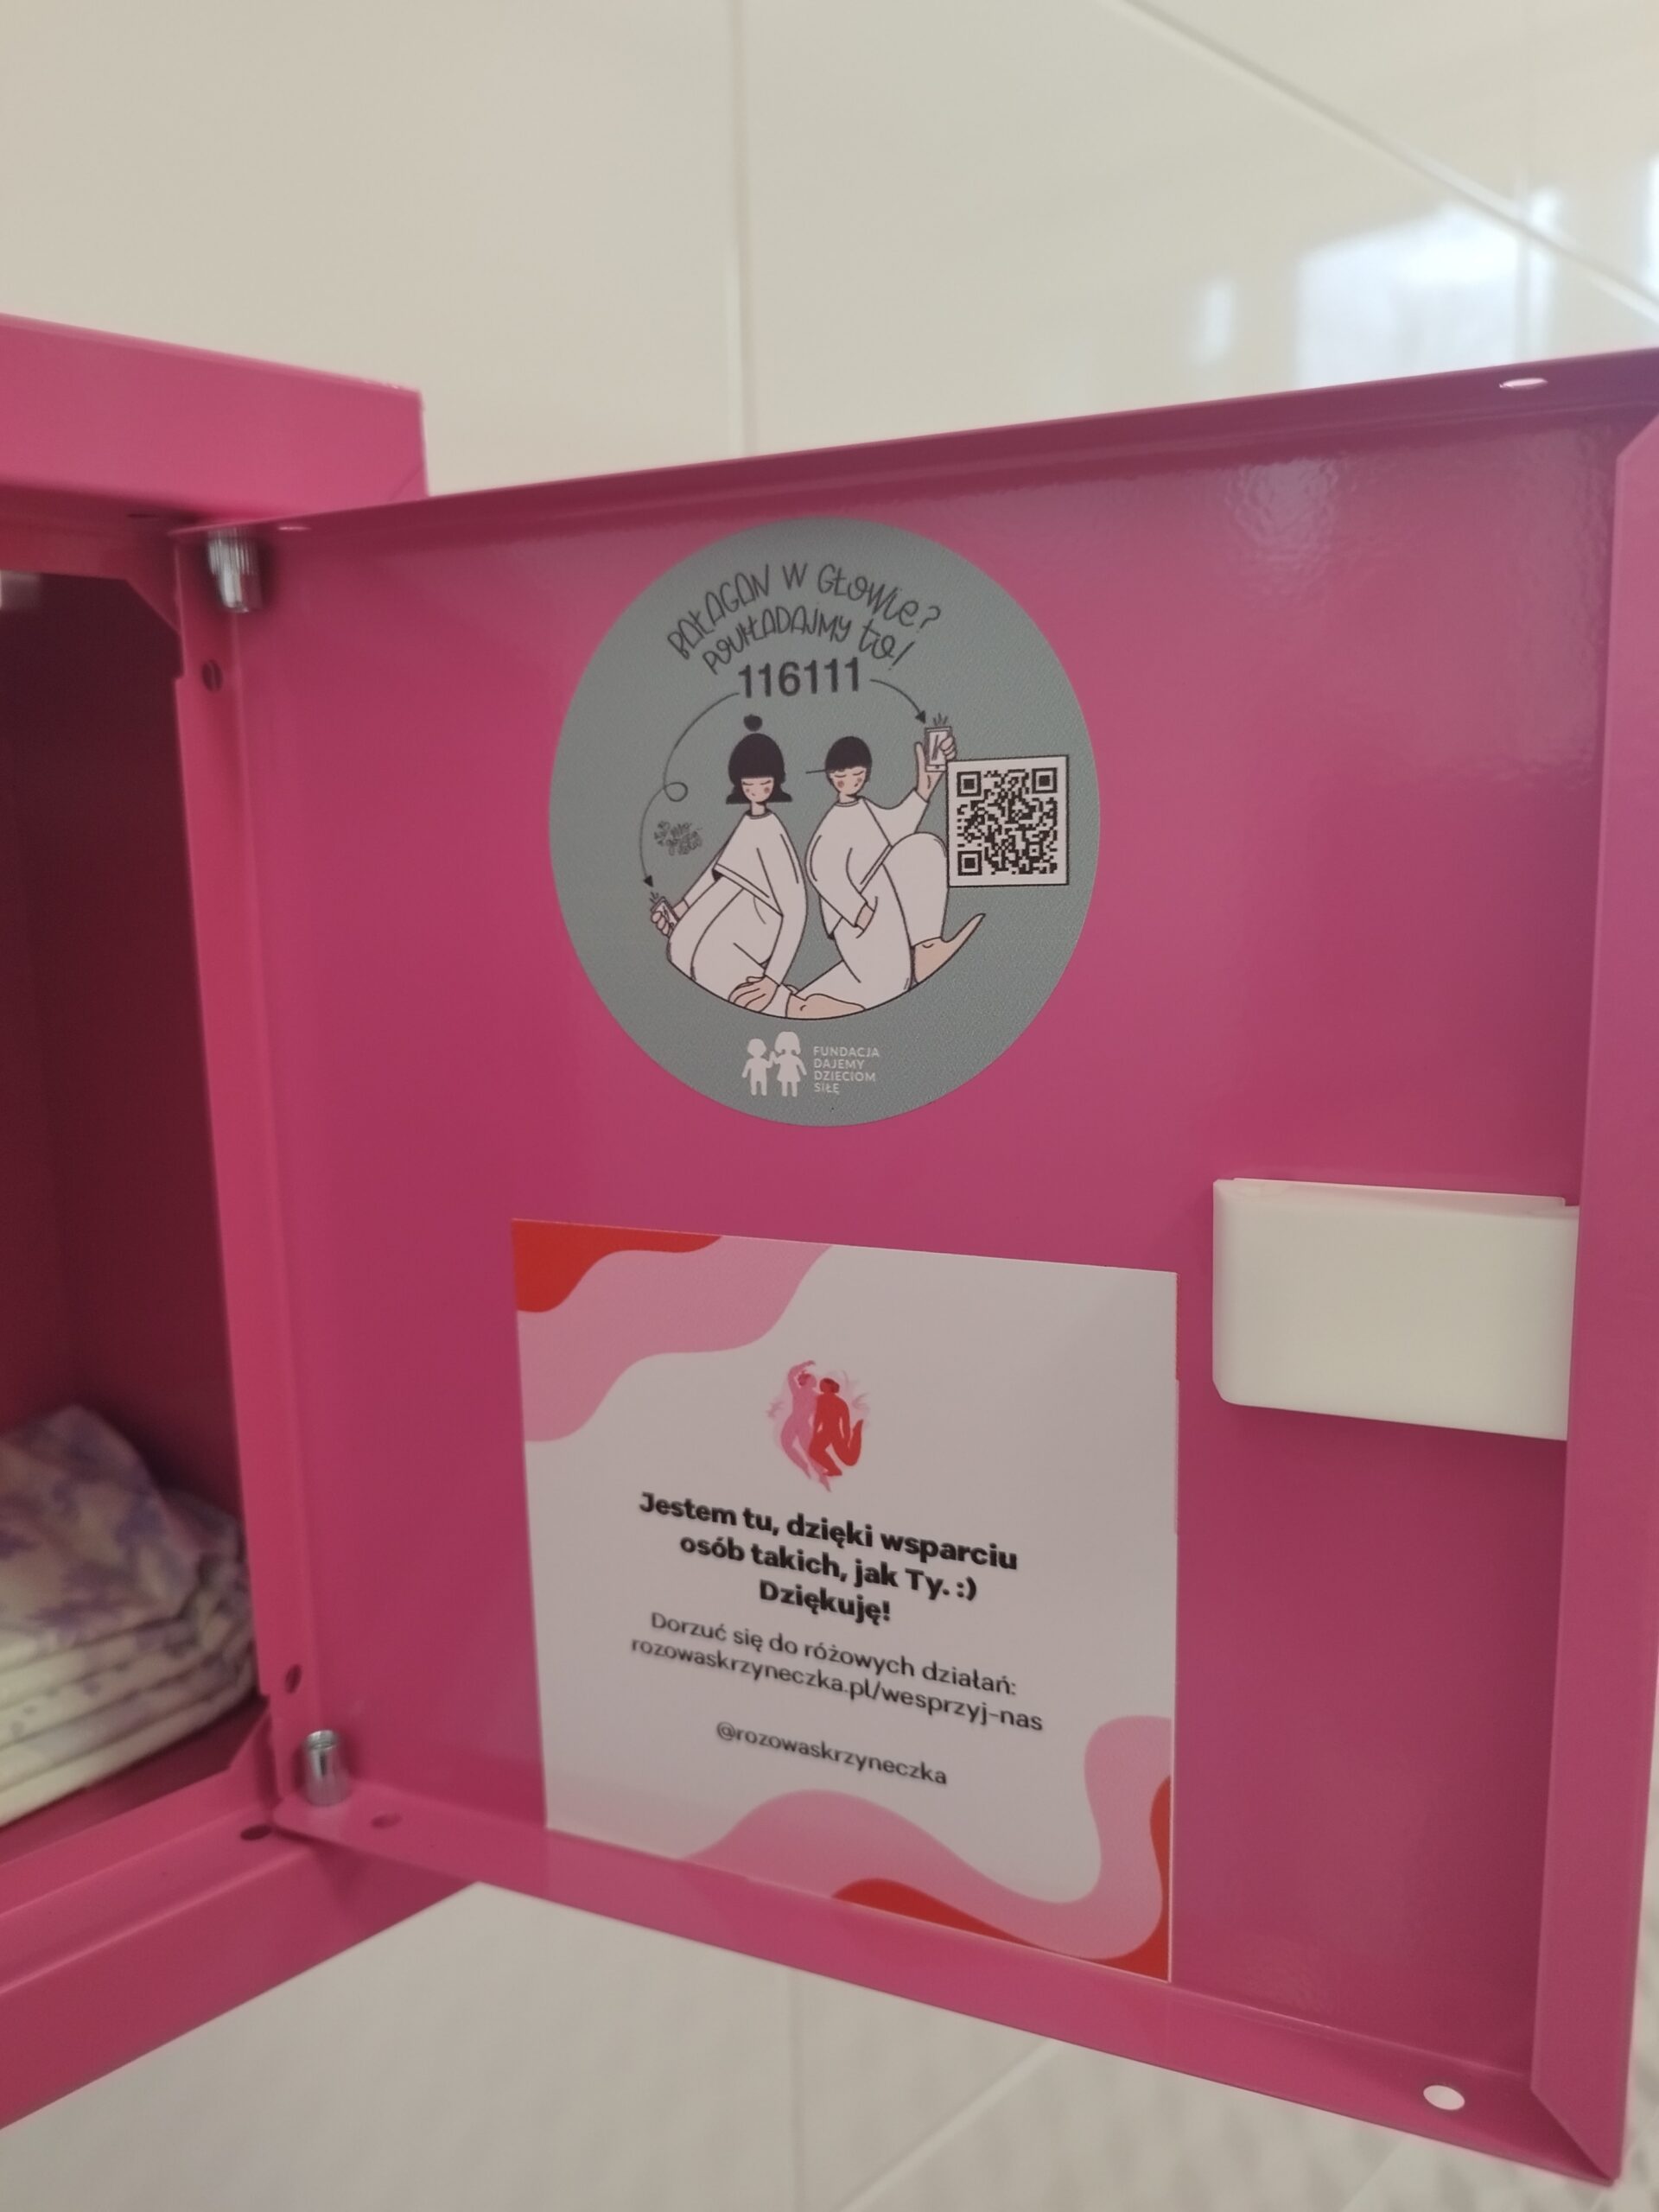 BAŁAGAN W GŁOWIE?
POUKŁADAJMY to!
116111
FUNDACJA
DAJEMY
DZIECIOM
SIŁĘ
Jestem tu, dzięki wsparciu
osób takich, jak Ty. :)
Dziękuję!
Dorzuć się do różowych działań:
rozowaskrzyneczka.pl/wesprzyj-nas
@rozowaskrzyneczka